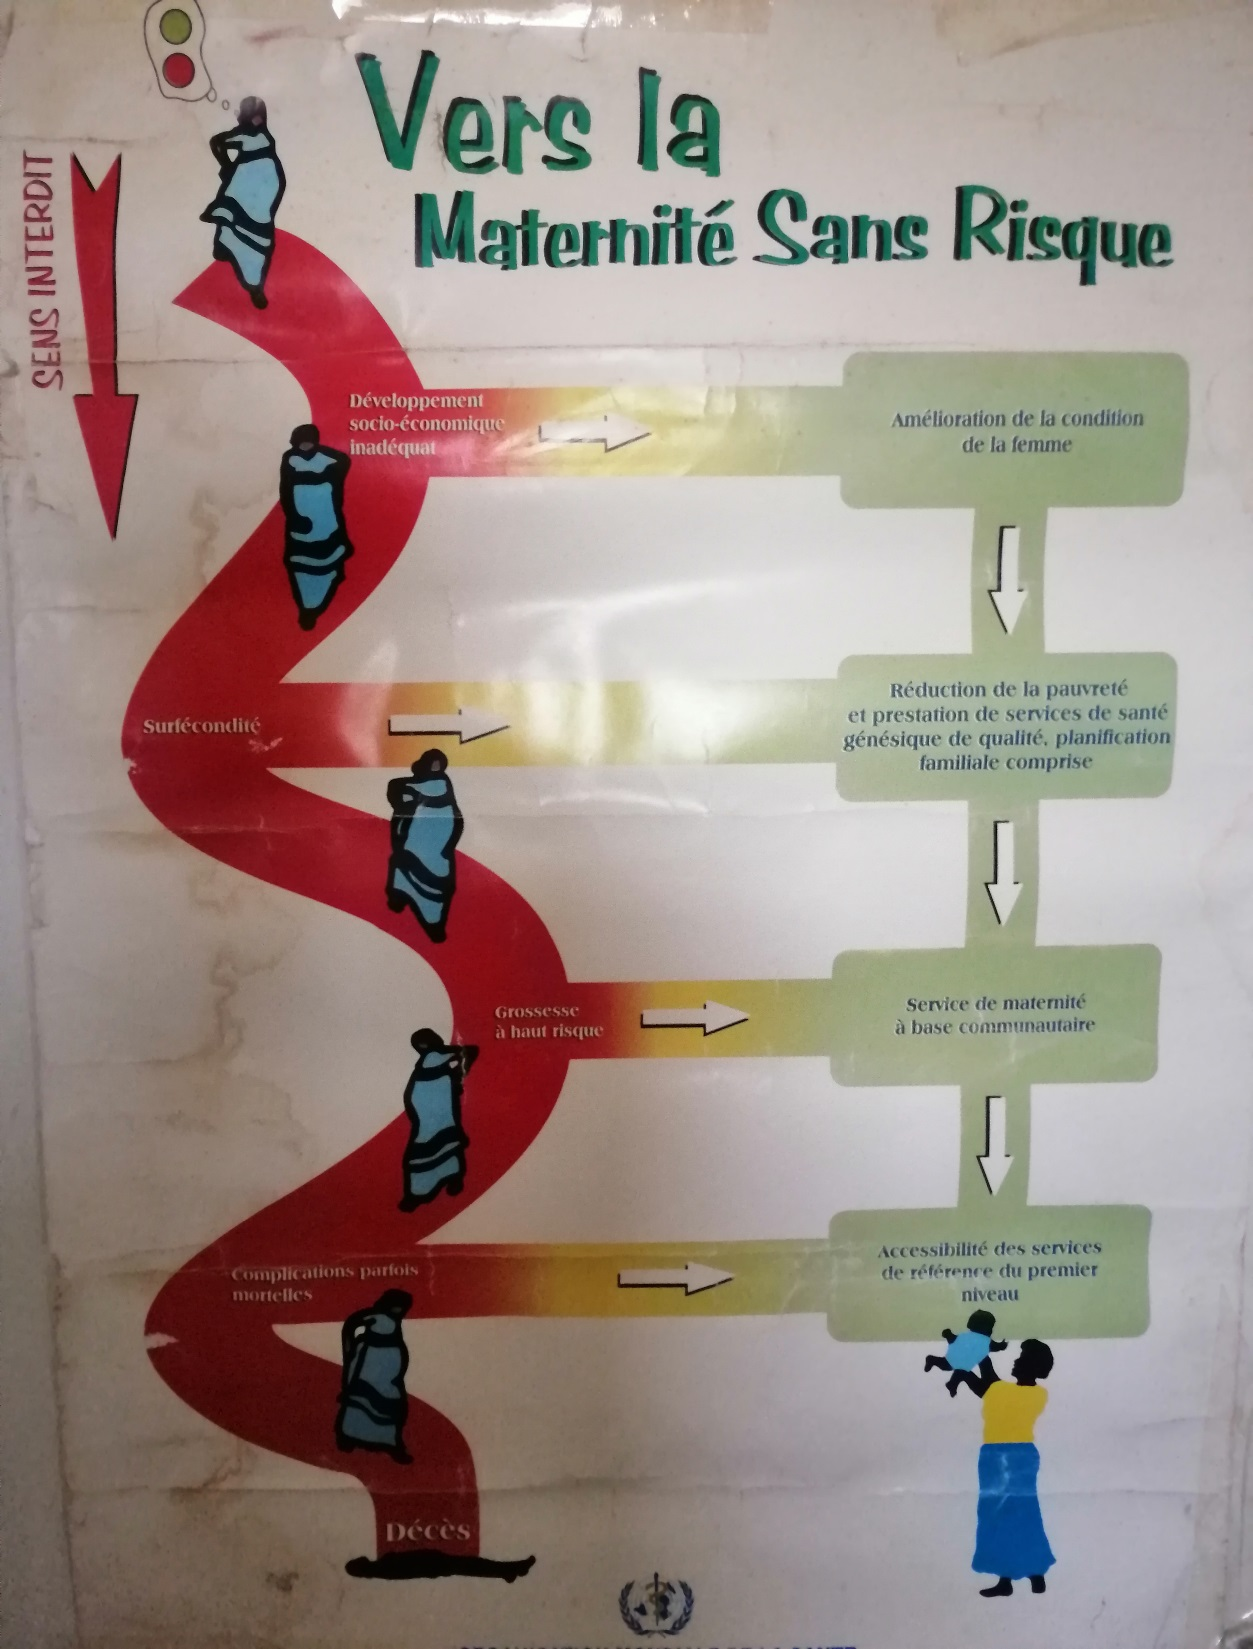 Vers la
Maternité Sans Risque
SENS INTERDIT
Développement
socio-économique
inadéquat
Amélioration de la condition
de la femme
Surfécondité
Réduction de la pauvreté
et prestation de services de santé
génésique de qualité, planification
familiale comprise
Grossesse
à haut risque
Service de maternité
à base communautaire
Complications parfois
mortelles
Accessibilité des services
de référence du premier
niveau
Décès